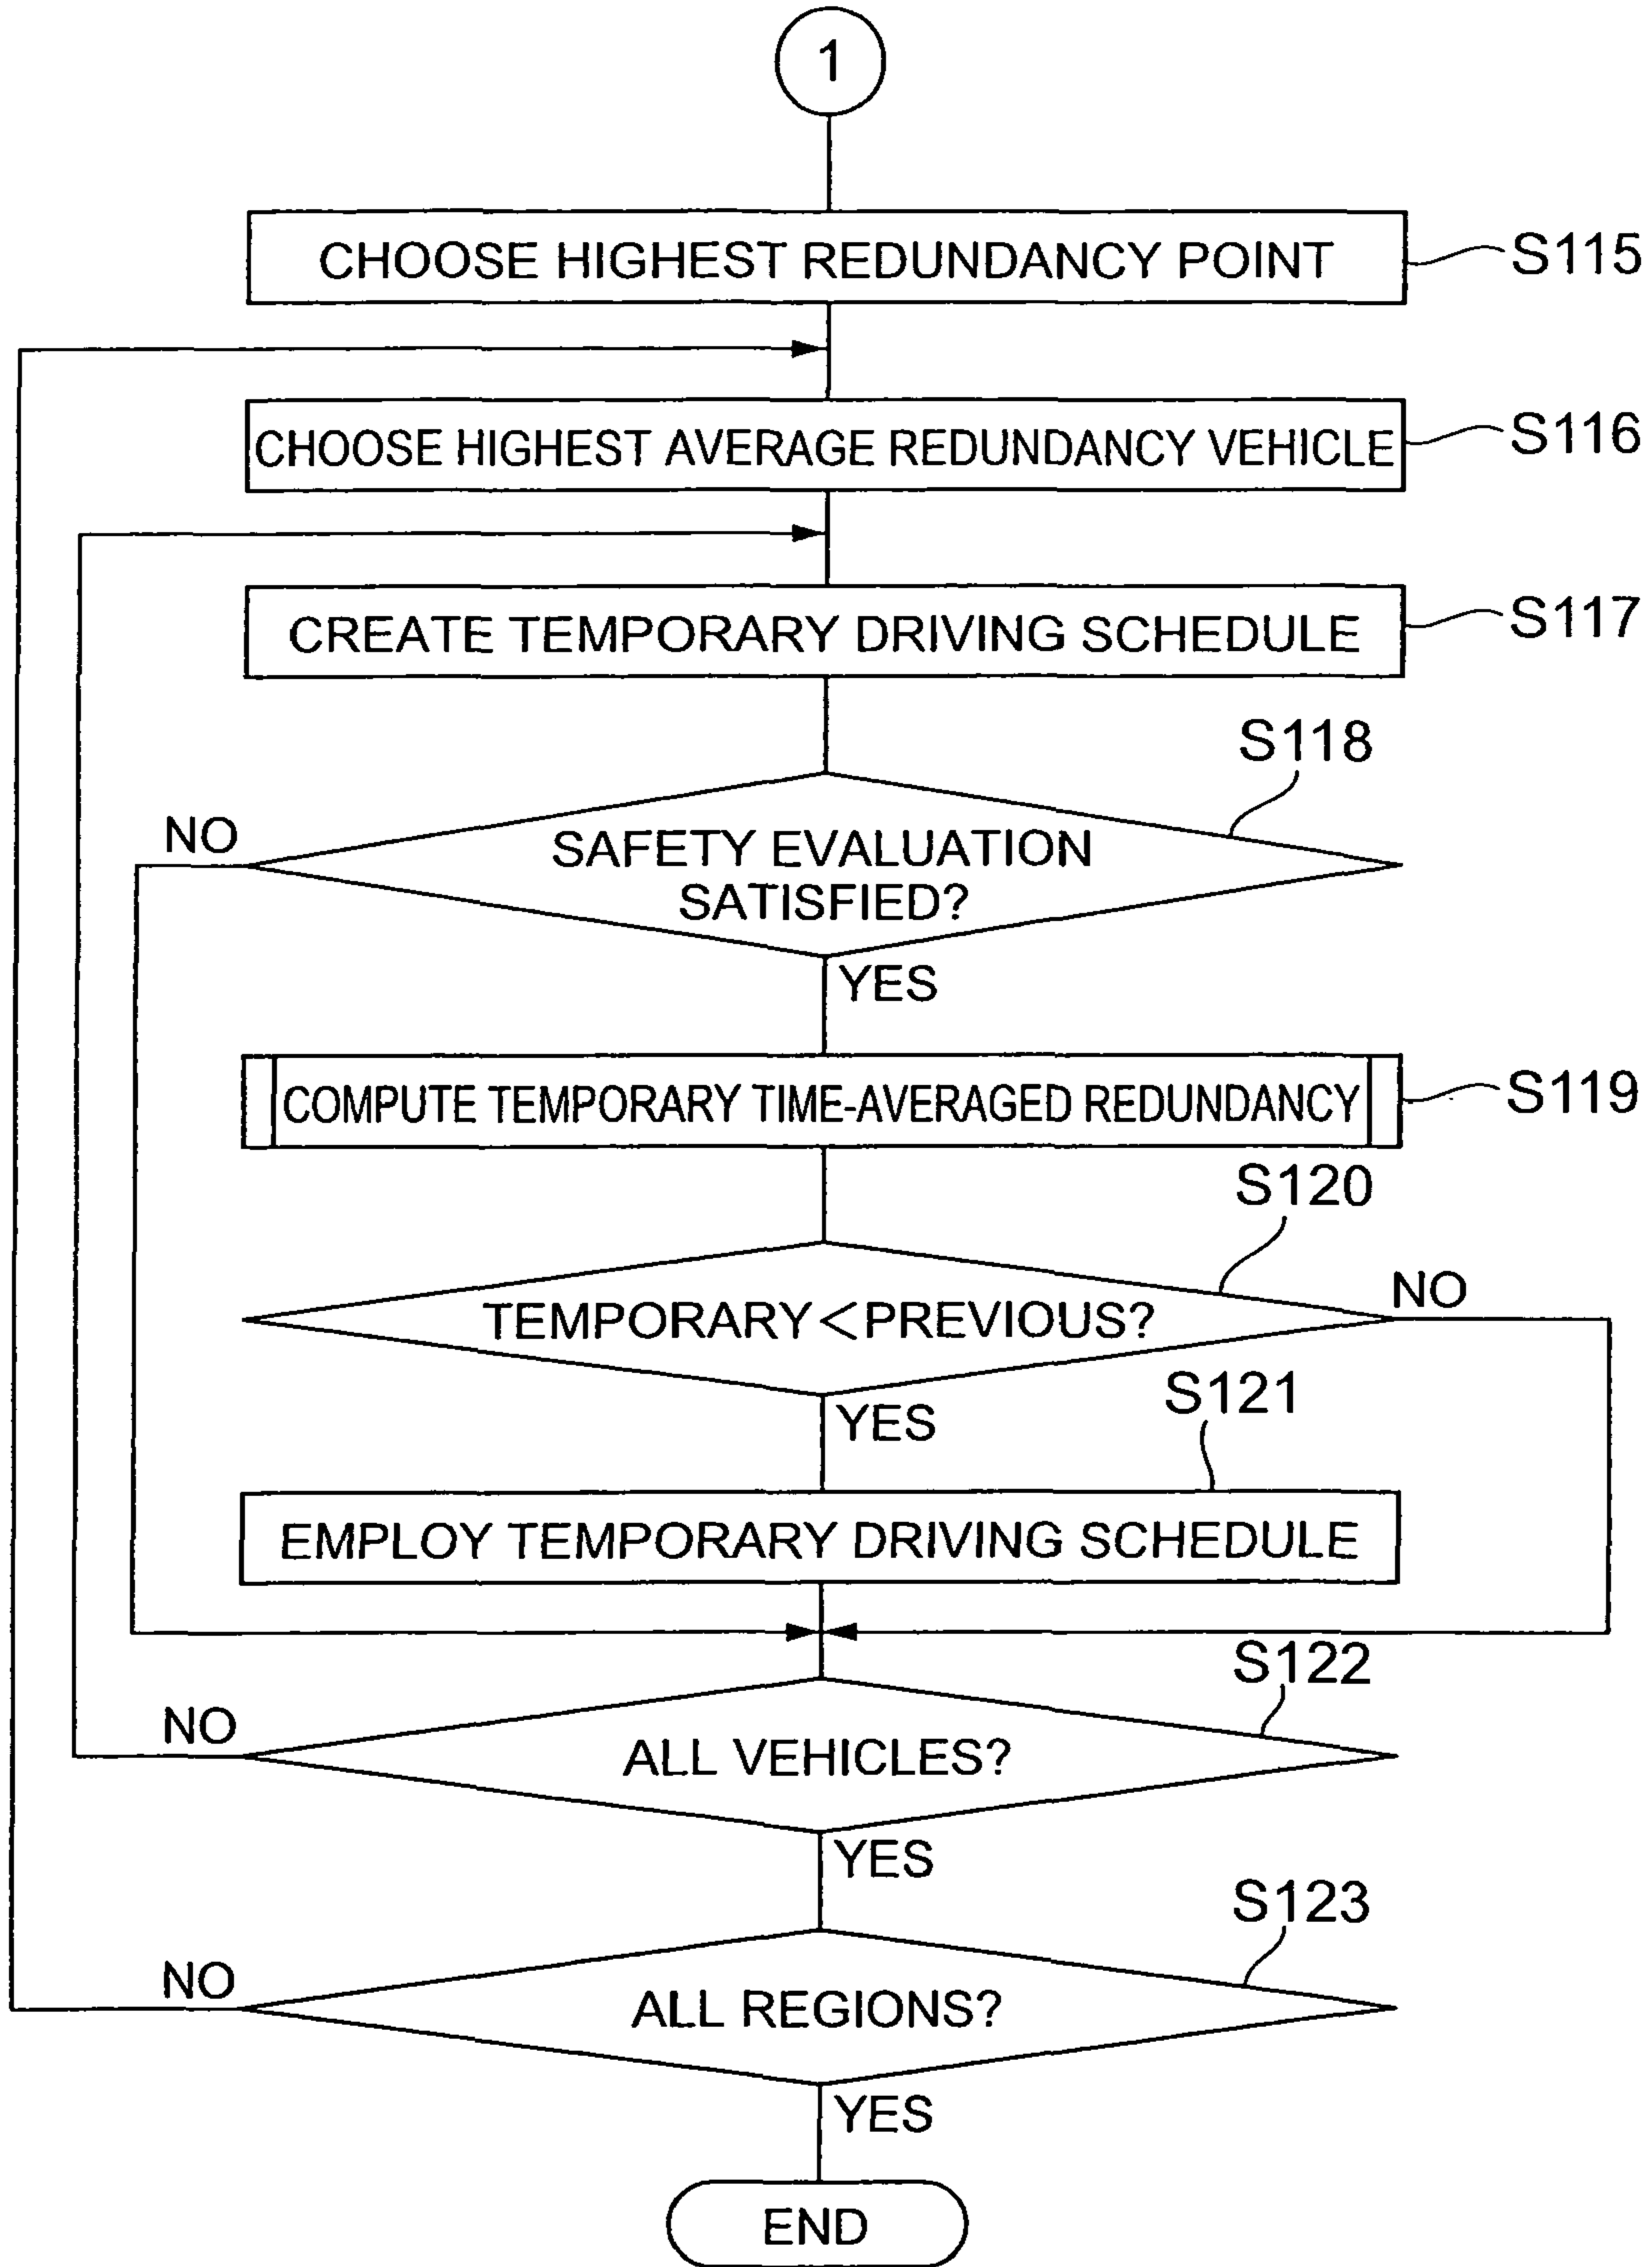 1
CHOOSE HIGHEST REDUNDANCY POINT
S115
CHOOSE HIGHEST AVERAGE REDUNDANCY VEHICLE
S116
CREATE TEMPORARY DRIVING SCHEDULE
S117
S118
NO
SAFETY EVALUATION
SATISFIED?
YES
COMPUTE TEMPORARY TIME-AVERAGED REDUNDANCY
S119
S120
TEMPORARY<PREVIOUS?
NO
YES
S121
EMPLOY TEMPORARY DRIVING SCHEDULE
S122
NO
ALL VEHICLES?
YES
S123
NO
ALL REGIONS?
YES
END